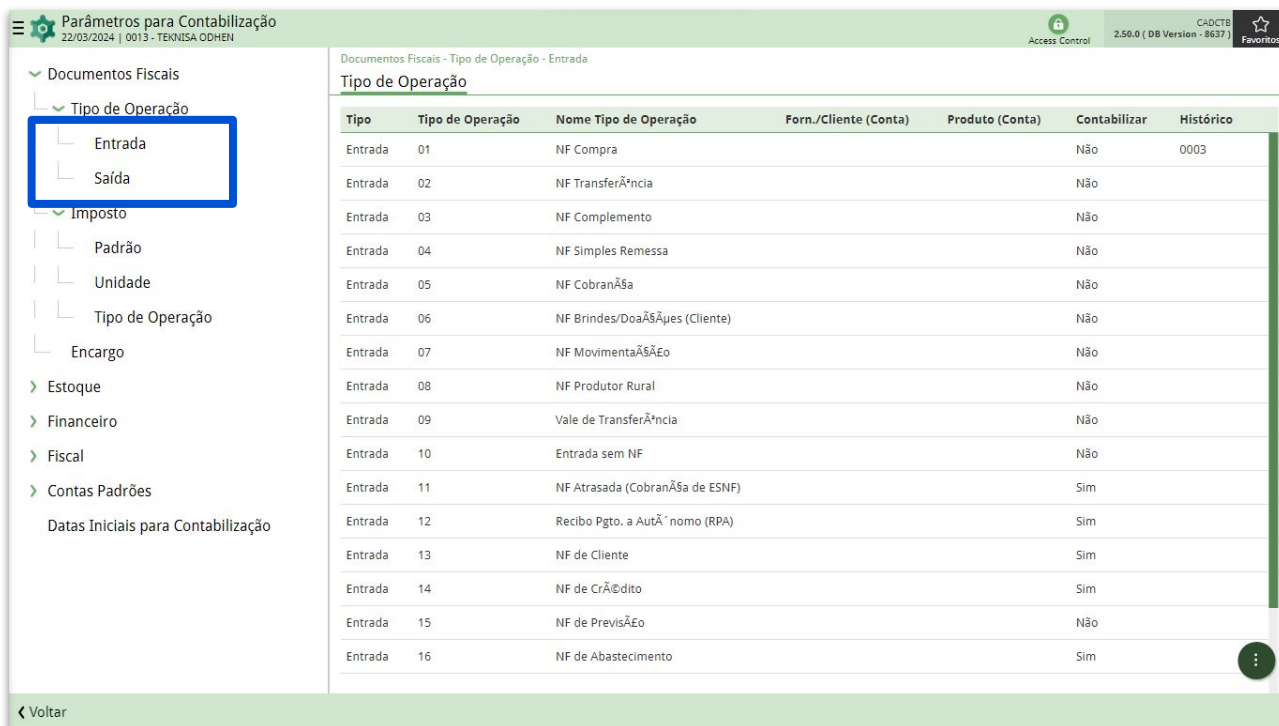 Parâmetros para Contabilização
22/03/2024 | 0013 - TEKNISA ODHEN
Access Control
CADCTB
2.50.0 ( DB Version - 8637 )
Favoritos
Documentos Fiscais
Tipo de Operação
Entrada
Saída
Imposto
Padrão
Unidade
Tipo de Operação
Encargo
Estoque
Financeiro
Fiscal
Contas Padrões
Datas Iniciais para Contabilização
Documentos Fiscais - Tipo de Operação - Entrada
Tipo de Operação
Tipo Tipo de Operação Nome Tipo de Operação Forn./Cliente (Conta) Produto (Conta) Contabilizar Histórico
Entrada 01 NF Compra Não 0003
Entrada 02 NF TransferÃªncia Não
Entrada 03 NF Complemento Não
Entrada 04 NF Simples Remessa Não
Entrada 05 NF CobranÃ§a Não
Entrada 06 NF Brindes/DoaÃ§Ãµes (Cliente) Não
Entrada 07 NF MovimentaÃ§Ã£o Não
Entrada 08 NF Produtor Rural Não
Entrada 09 Vale de TransferÃªncia Não
Entrada 10 Entrada sem NF Não
Entrada 11 NF Atrasada (CobranÃ§a de ESNF) Sim
Entrada 12 Recibo Pgto. a AutÃ´nomo (RPA) Sim
Entrada 13 NF de Cliente Sim
Entrada 14 NF de CrÃ©dito Sim
Entrada 15 NF de PrevisÃ£o Não
Entrada 16 NF de Abastecimento Sim
Voltar